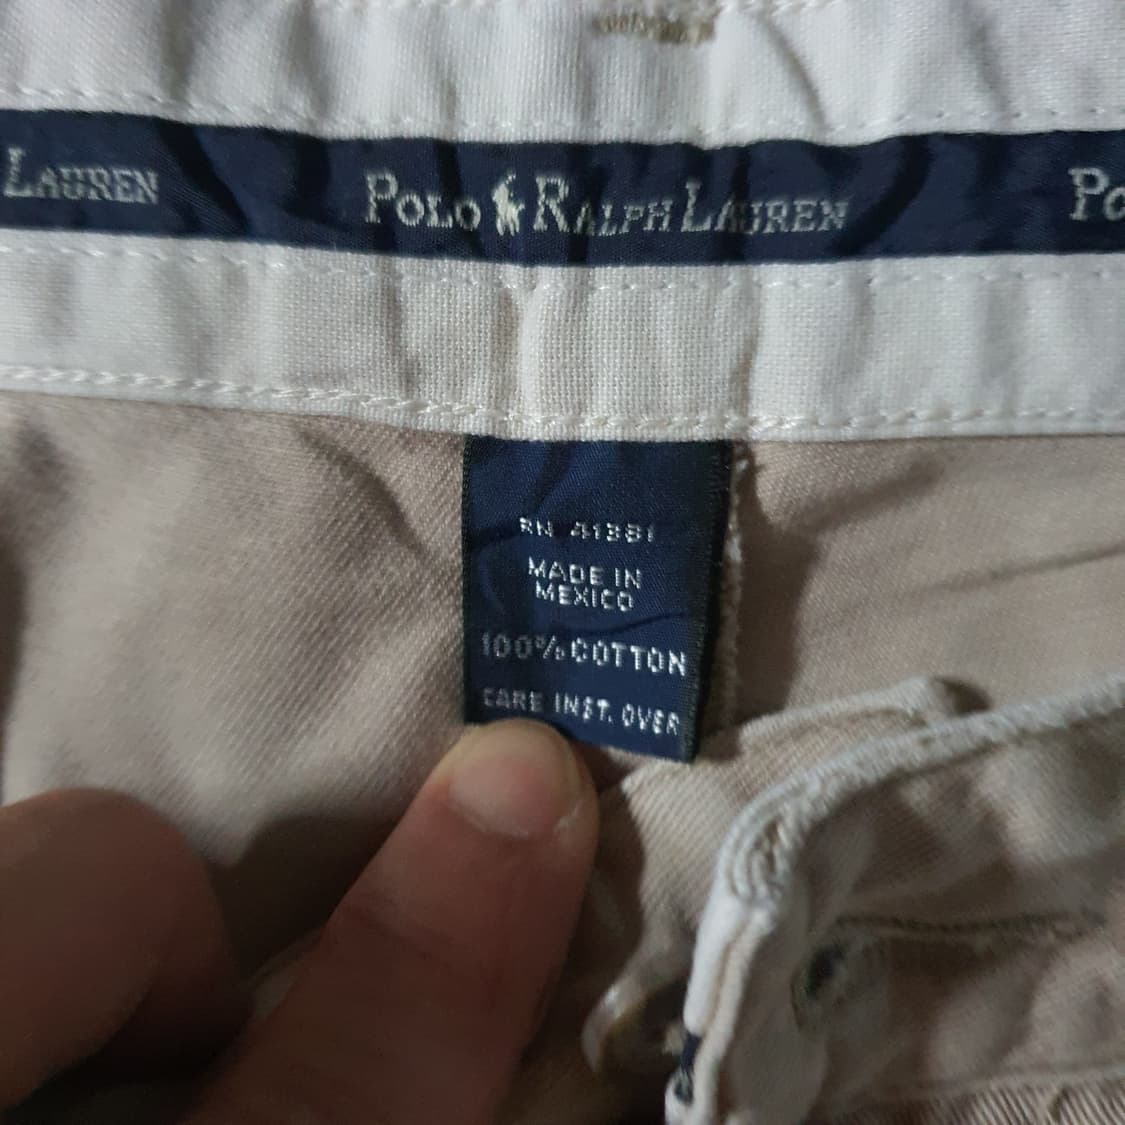 LAUREN POLO RALPH LAUREN PO
RN 41381
MADE IN
MEXICO
100% COTTON
CARE INST. OVER